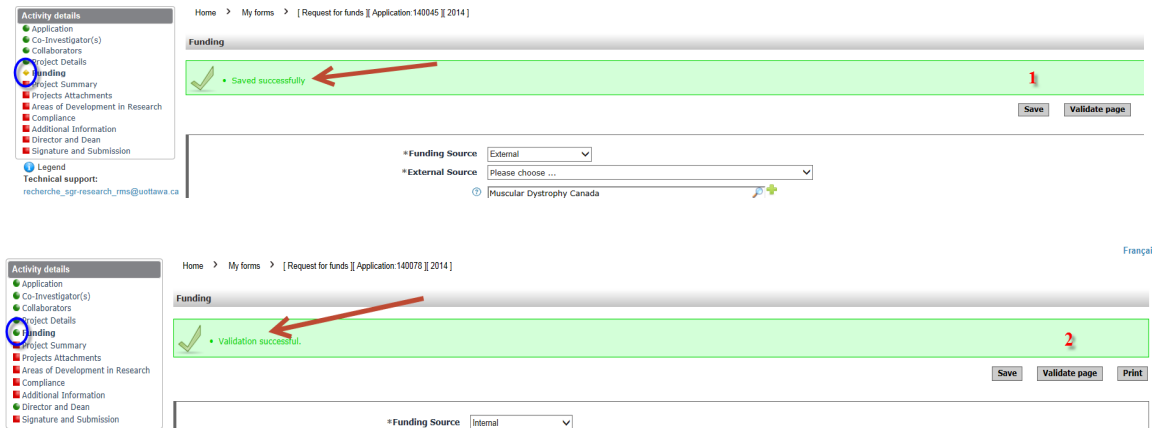 Activity details
Application
Co-Investigator(s)
Collaborators
Project Details
Funding
Project Summary
Projects Attachments
Areas of Development in Research
Compliance
Additional Information
Director and Dean
Signature and Submission
Legend
Technical support:
recherche_sgr-research_rms@uottawa.ca
Home > My forms > [ Request for funds ][ Application:140045 ][ 2014 ]
Funding
• Saved successfully
1
Save Validate page
*Funding Source External
*External Source Please choose ...
Muscular Dystrophy Canada
Françai
Activity details
Application
Co-Investigator(s)
Collaborators
Project Details
Funding
Project Summary
Projects Attachments
Areas of Development in Research
Compliance
Additional Information
Director and Dean
Signature and Submission
Home > My forms > [ Request for funds ][ Application:140078 ][ 2014 ]
Funding
• Validation successful.
2
Save Validate page Print
*Funding Source Internal